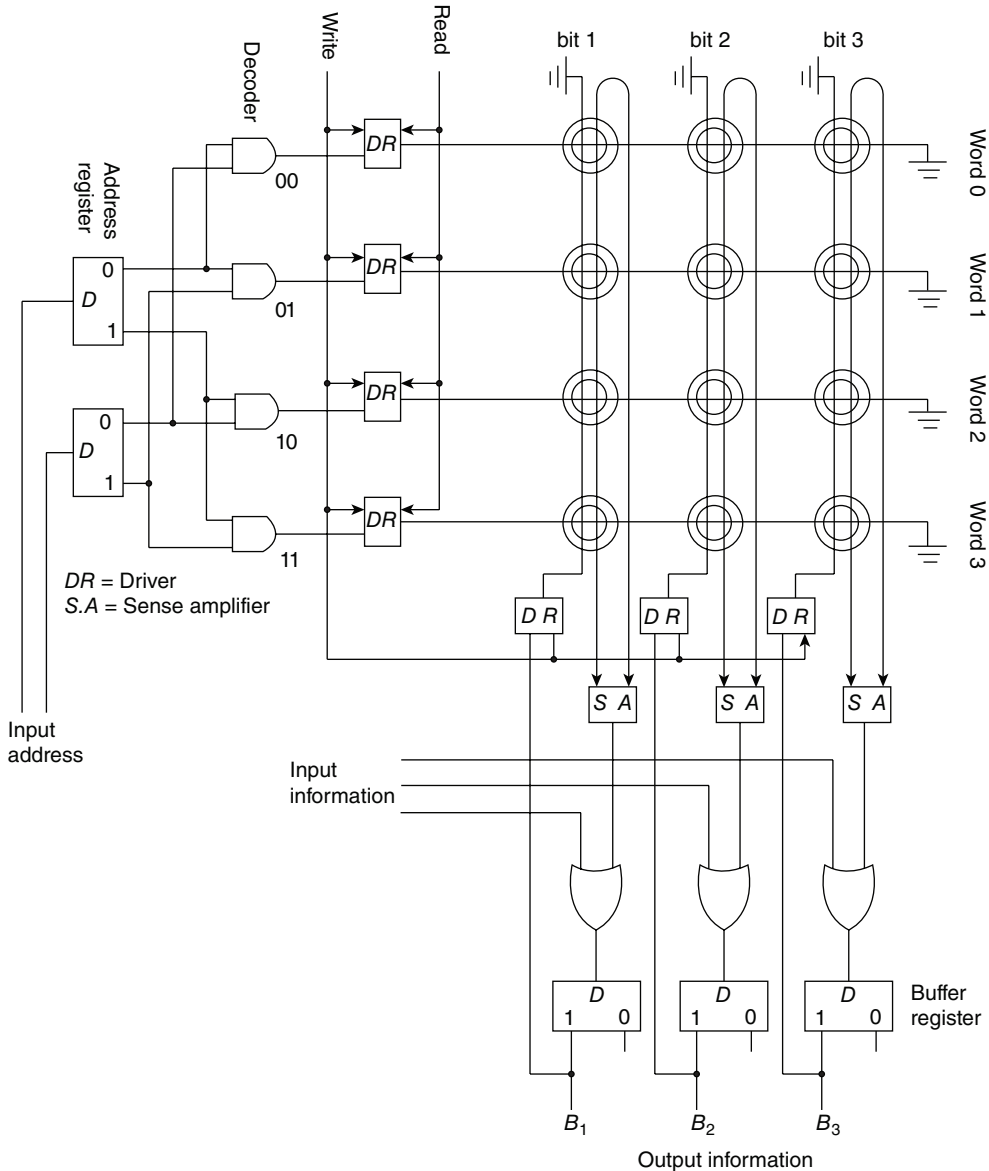 Write
Read
bit 1
bit 2
bit 3
Decoder
DR
Word 0
00
Address
register
0
D
1
DR
Word 1
01
0
D
1
DR
Word 2
10
DR
Word 3
11
DR = Driver
S.A = Sense amplifier
D R
D R
D R
S A
S A
S A
Input
address
Input
information
D
1 0
D
1 0
D
1 0
Buffer
register
B1
B2
B3
Output information